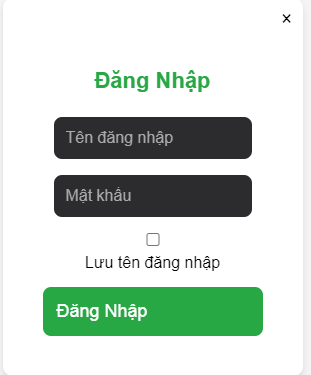 ×
Đăng Nhập
Tên đăng nhập
Mật khẩu
Lưu tên đăng nhập
Đăng Nhập